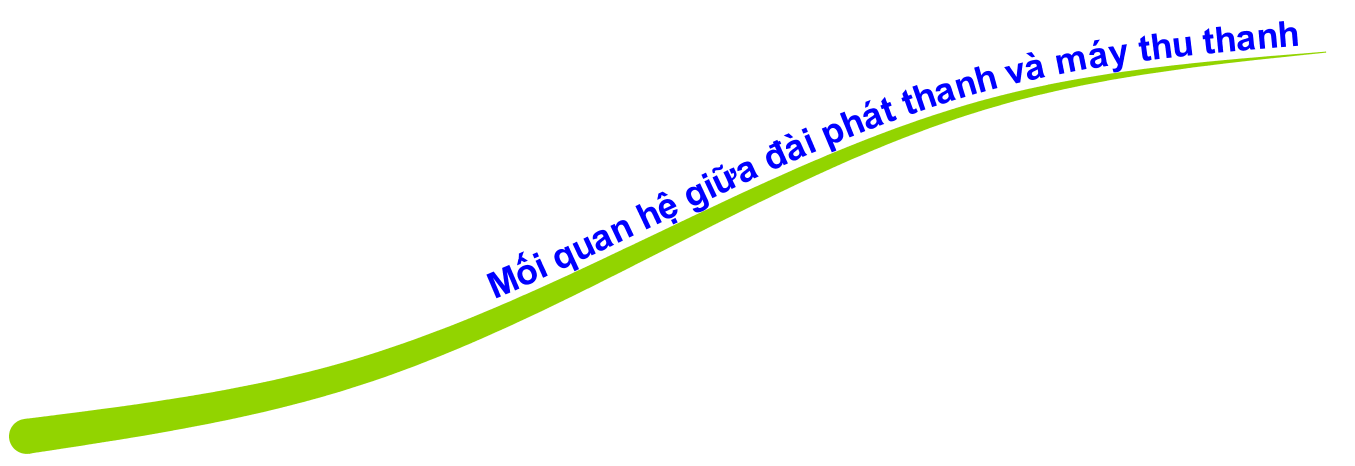 Mối quan hệ giữa đài phát thanh và máy thu thanh